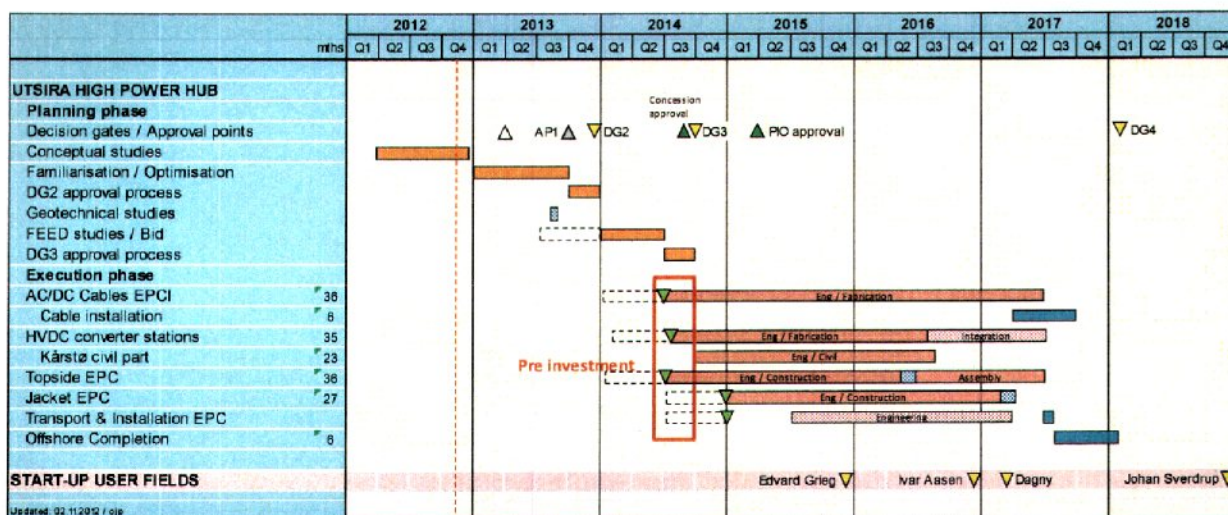 2012 2013 2014 2015 2016 2017 2018
mths Q1 Q2 Q3 Q4 Q1 Q2 Q3 Q4 Q1 Q2 Q3 Q4 Q1 Q2 Q3 Q4 Q1 Q2 Q3 Q4 Q1 Q2 Q3 Q4 Q1 Q2 Q3 Q4
UTSIRA HIGH POWER HUB
Planning phase
Concession
approval
Decision gates / Approval points AP1 DG2 DG3 PIO approval DG4
Conceptual studies
Familiarisation / Optimisation
DG2 approval process
Geotechnical studies
FEED studies / Bid
DG3 approval process
Execution phase
AC/DC Cables EPCI 36 Eng / Fabrication
Cable installation 6
HVDC converter stations 35 Eng / Fabrication Integration
Kårstø civil part 23 Eng / Civil
Pre investment
Topside EPC 36 Eng / Construction Assembly
Jacket EPC 27 Eng / Construction
Transport & Installation EPC Engineering
Offshore Completion 6
START-UP USER FIELDS Edvard Grieg Ivar Aasen Dagny Johan Sverdrup
Updated: 02.11.2012 /